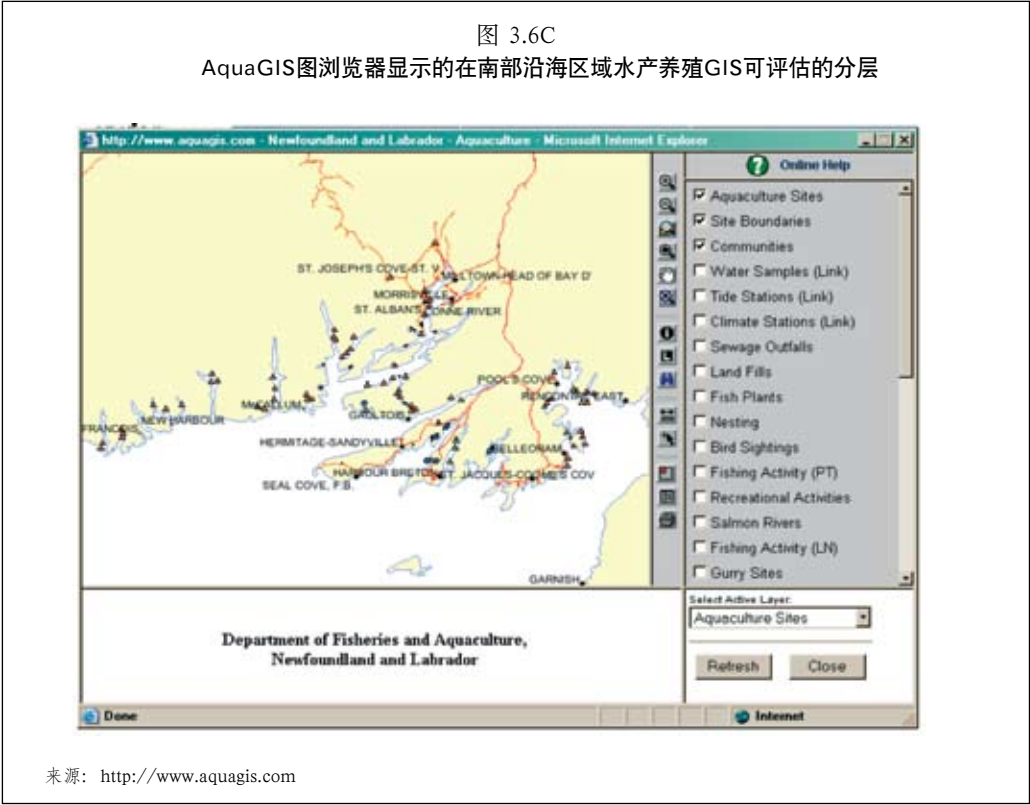 图 3.6C
AquaGIS图浏览器显示的在南部沿海区域水产养殖GIS可评估的分层
http://www.aquagis.com - Newfoundland and Labrador - Aquaculture - Microsoft Internet Explorer
Online Help
Aquaculture Sites
Site Boundaries
Communities
Water Samples (Link)
Tide Stations (Link)
Climate Stations (Link)
Sewage Outfalls
Land Fills
Fish Plants
Nesting
Bird Sightings
Fishing Activity (PT)
Recreational Activities
Salmon Rivers
Fishing Activity (LN)
Gurry Sites
ST. JOSEPH'S COVE-ST. V
MILLTOWN-HEAD OF BAY D'
MORRISVILLE
ST. ALBAN'S
CONNE RIVER
POOL'S COVE
RENCONTRE EAST
MCCALLUM
GAULTOIS
FRANCOIS
NEW HARBOUR
HERMITAGE-SANDYVILLE
BELLEORAM
HARBOUR BRETON
ST. JACQUES-COOMB'S COV
SEAL COVE, F.B.
GARNISH
Select Active Layer:
Aquaculture Sites
Refresh
Close
Department of Fisheries and Aquaculture,
Newfoundland and Labrador
Done
Internet
来源: http://www.aquagis.com